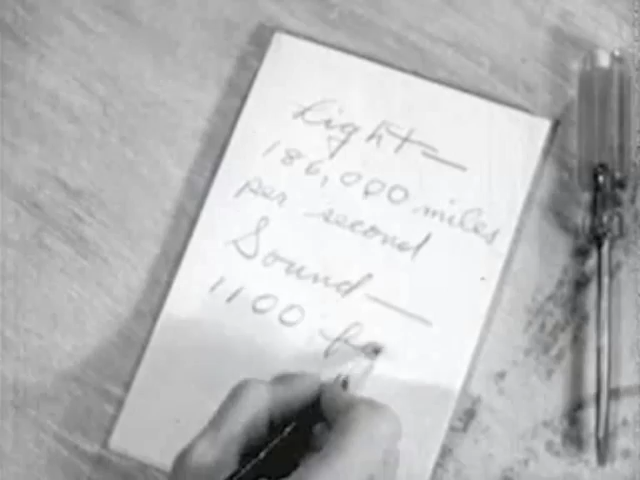 Light—
186,000 miles
per second
Sound—
1100